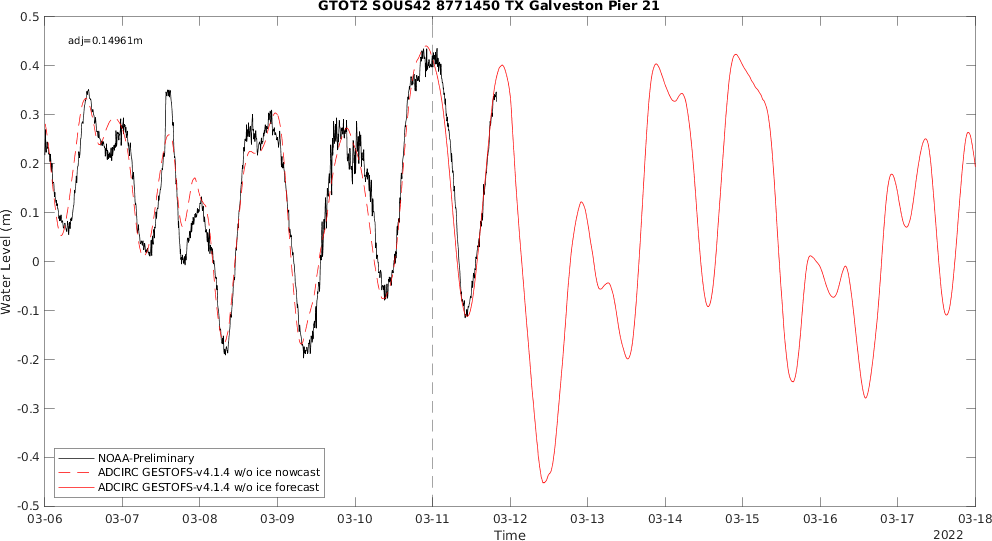 GTOT2 SOUS42 8771450 TX Galveston Pier 21
adj=0.14961m
0.5
0.4
0.3
0.2
0.1
0
-0.1
-0.2
-0.3
-0.4
-0.5
Water Level (m)
NOAA-Preliminary
ADCIRC GESTOFS-v4.1.4 w/o ice nowcast
ADCIRC GESTOFS-v4.1.4 w/o ice forecast
03-06 03-07 03-08 03-09 03-10 03-11 03-12 03-13 03-14 03-15 03-16 03-17 03-18
Time
2022